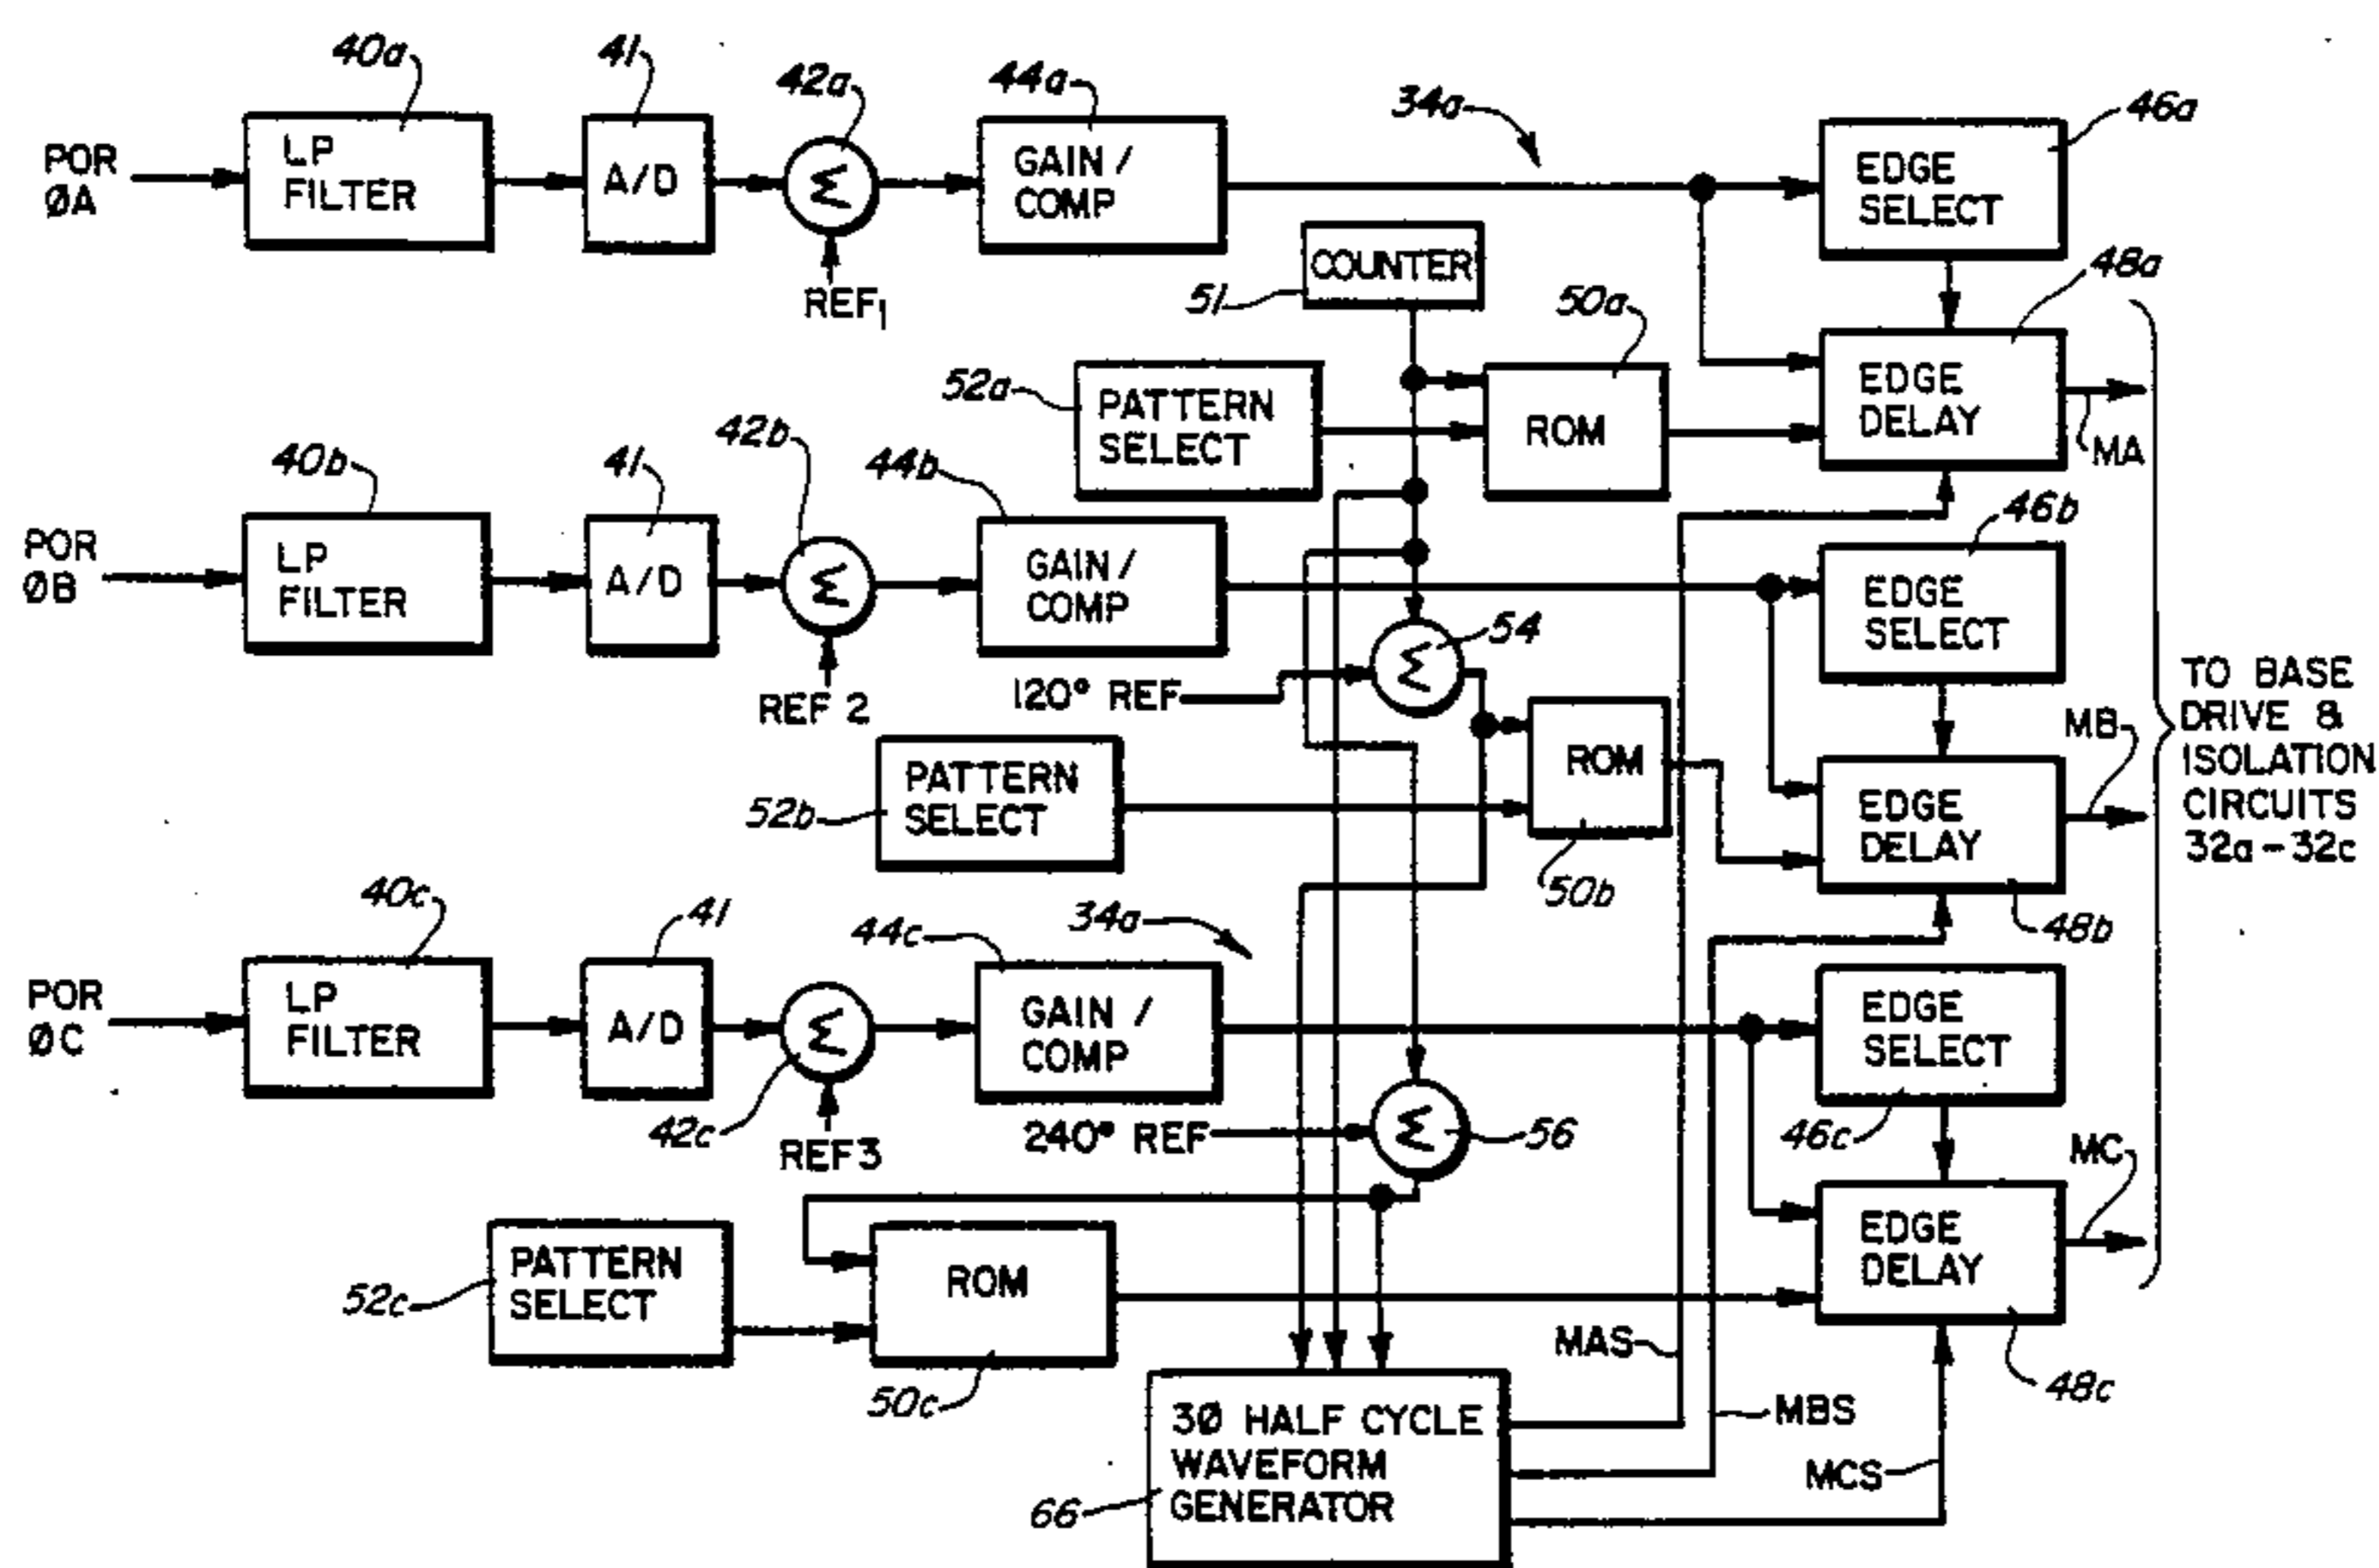 40a
41
42a
44a
34a
46a
POR
ØA
LP
FILTER
A/D
Σ
GAIN /
COMP
EDGE
SELECT
REF1
COUNTER
51
50a
48a
52a
PATTERN
SELECT
ROM
EDGE
DELAY
MA
40b
41
42b
44b
46b
POR
ØB
LP
FILTER
A/D
Σ
GAIN /
COMP
EDGE
SELECT
REF 2
120° REF
Σ
54
TO BASE
DRIVE &
ISOLATION
CIRCUITS
32a-32c
52b
PATTERN
SELECT
ROM
50b
MB
EDGE
DELAY
48b
40c
41
44c
34a
POR
ØC
LP
FILTER
A/D
Σ
42c
GAIN /
COMP
EDGE
SELECT
46c
REF 3
240° REF
Σ
56
MC
52c
PATTERN
SELECT
ROM
50c
EDGE
DELAY
48c
MAS
MBS
MCS
3Ø HALF CYCLE
WAVEFORM
GENERATOR
66